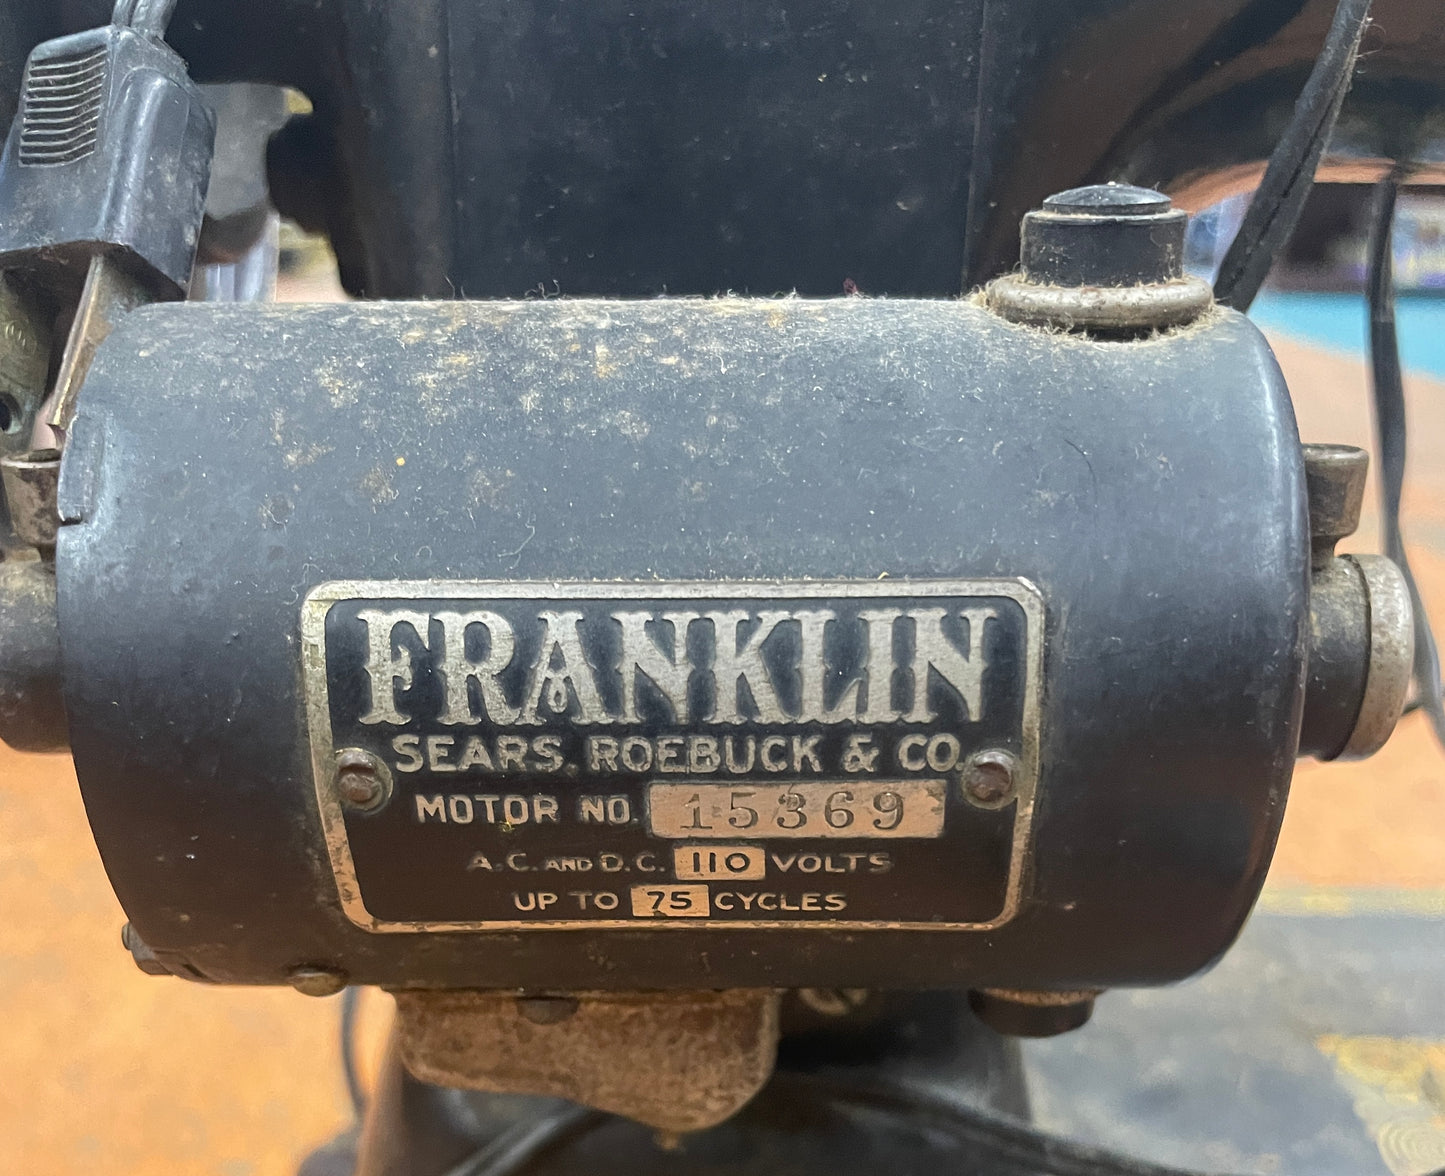 FRANKLIN
SEARS, ROEBUCK & CO.
MOTOR NO. 15369
A.C. AND D.C. 110 VOLTS
UP TO 75 CYCLES